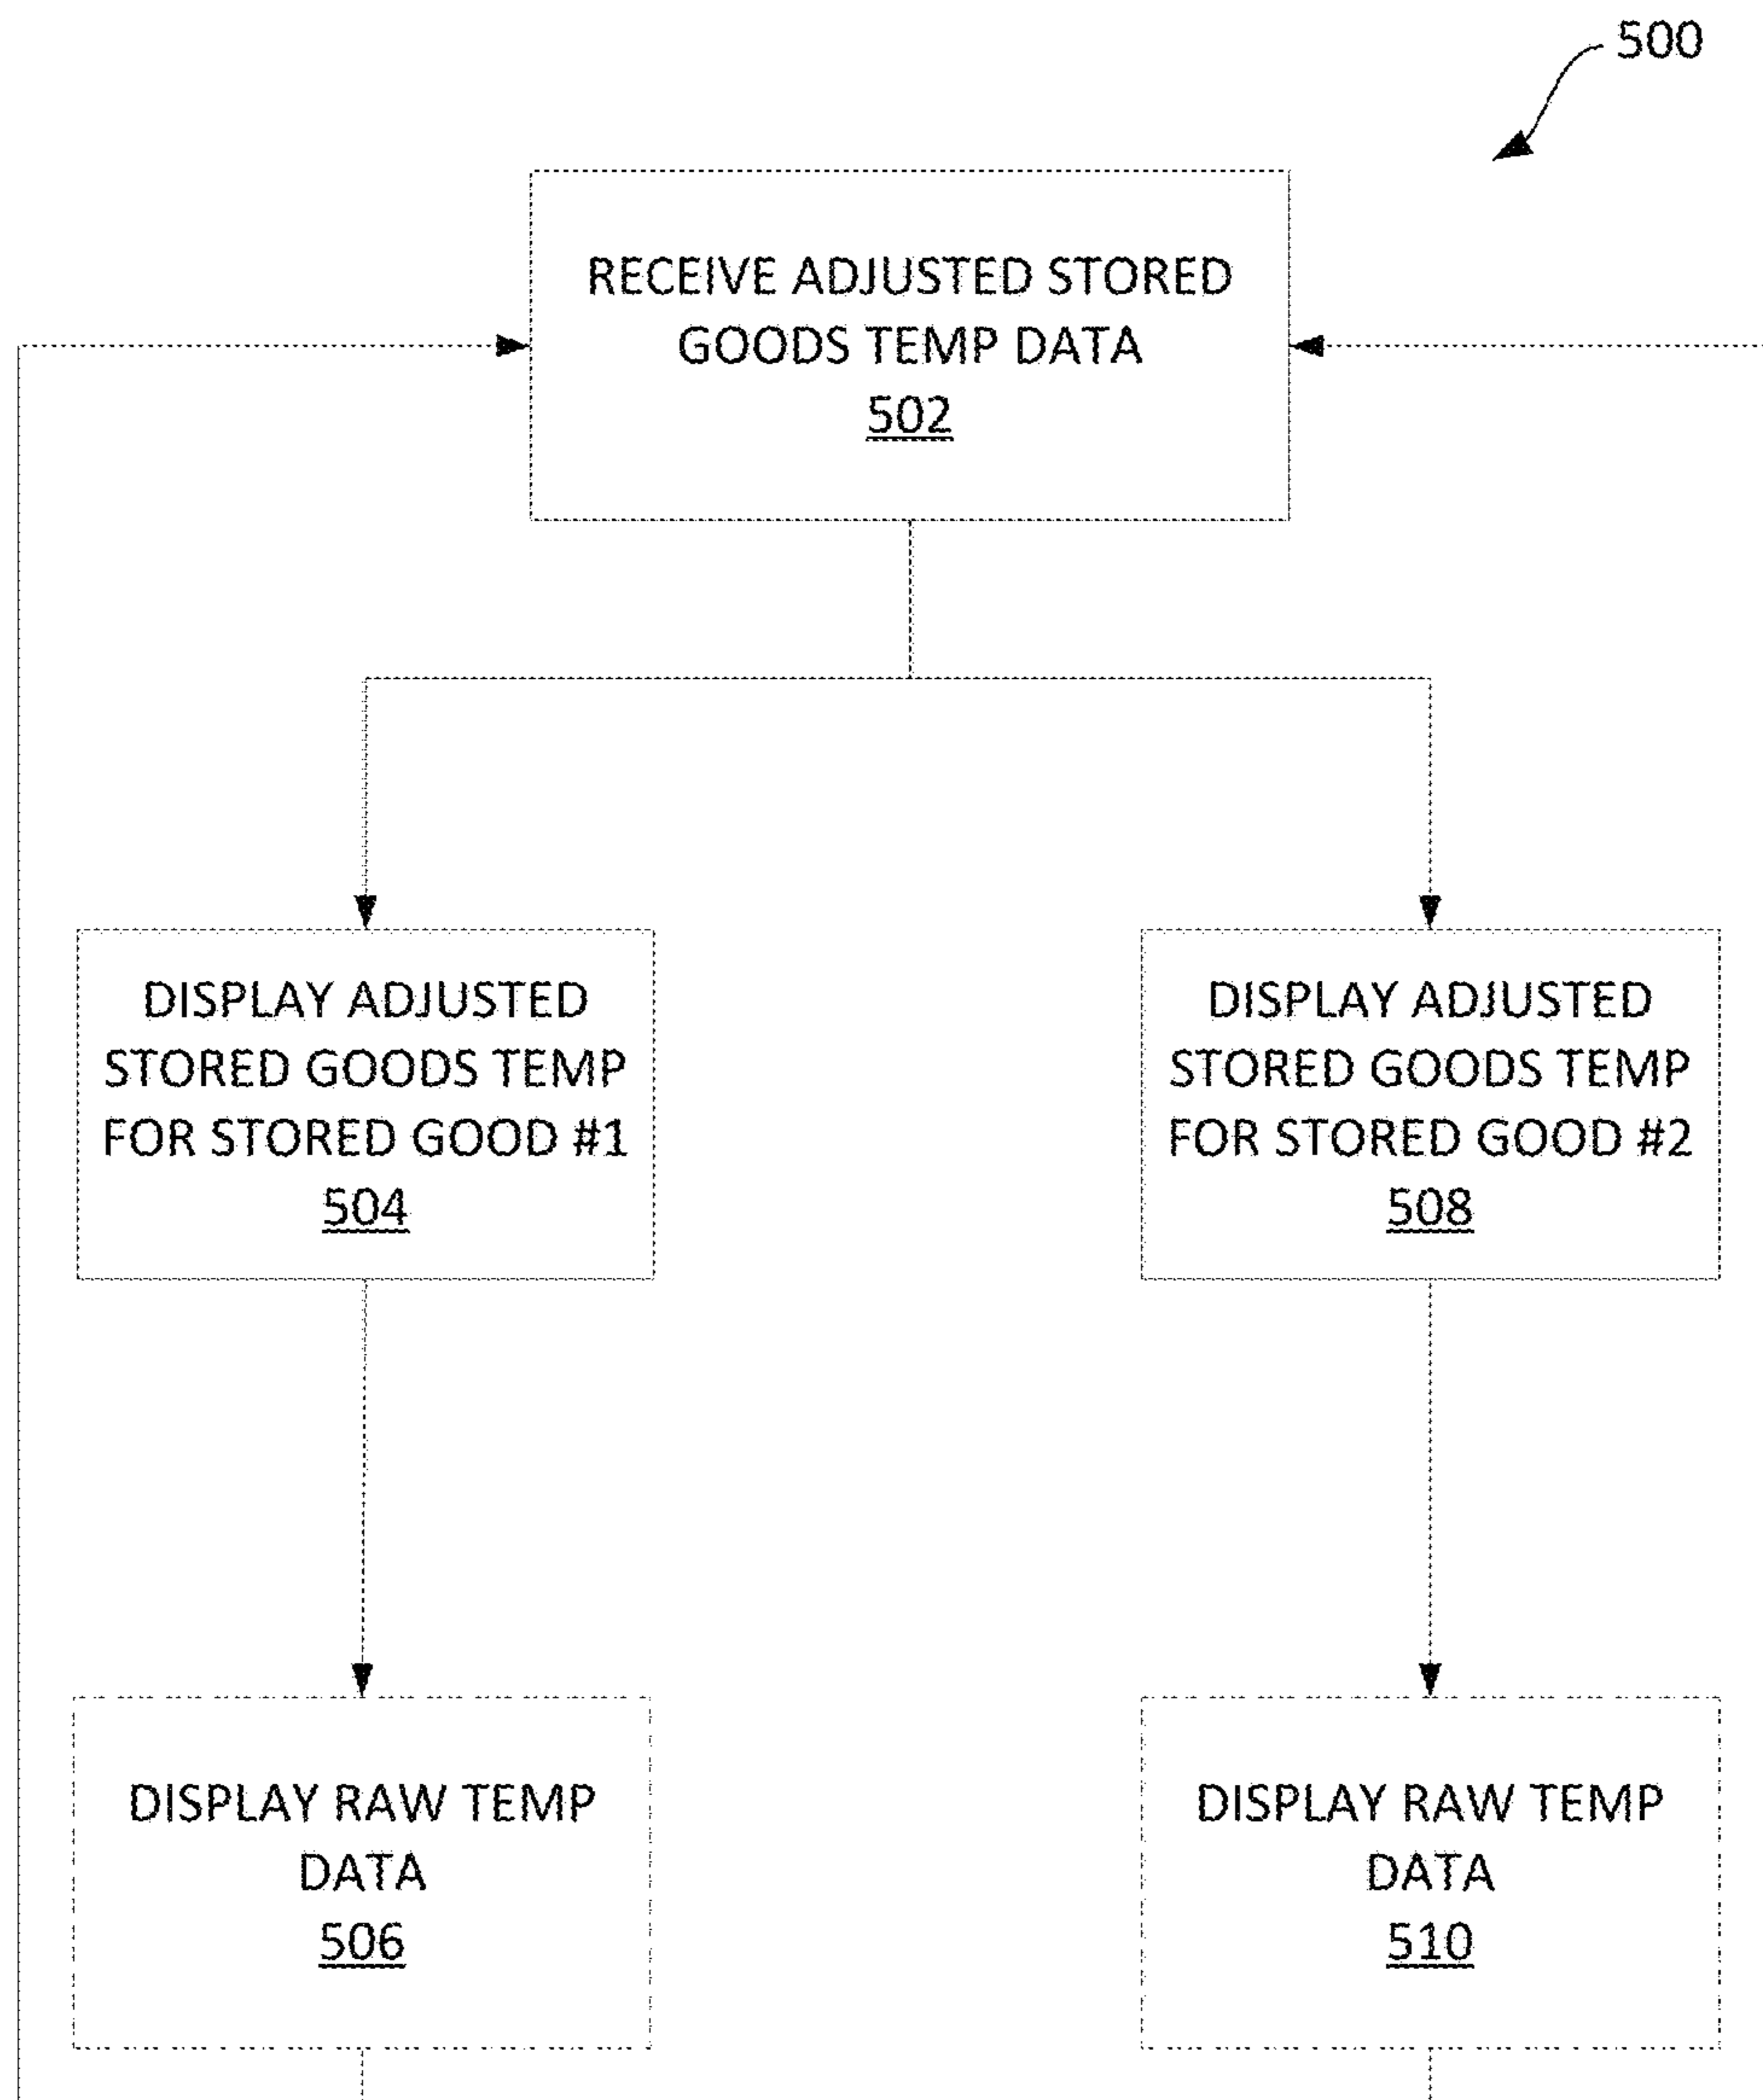 500
RECEIVE ADJUSTED STORED
GOODS TEMP DATA
502
DISPLAY ADJUSTED
STORED GOODS TEMP
FOR STORED GOOD #1
504
DISPLAY ADJUSTED
STORED GOODS TEMP
FOR STORED GOOD #2
508
DISPLAY RAW TEMP
DATA
506
DISPLAY RAW TEMP
DATA
510